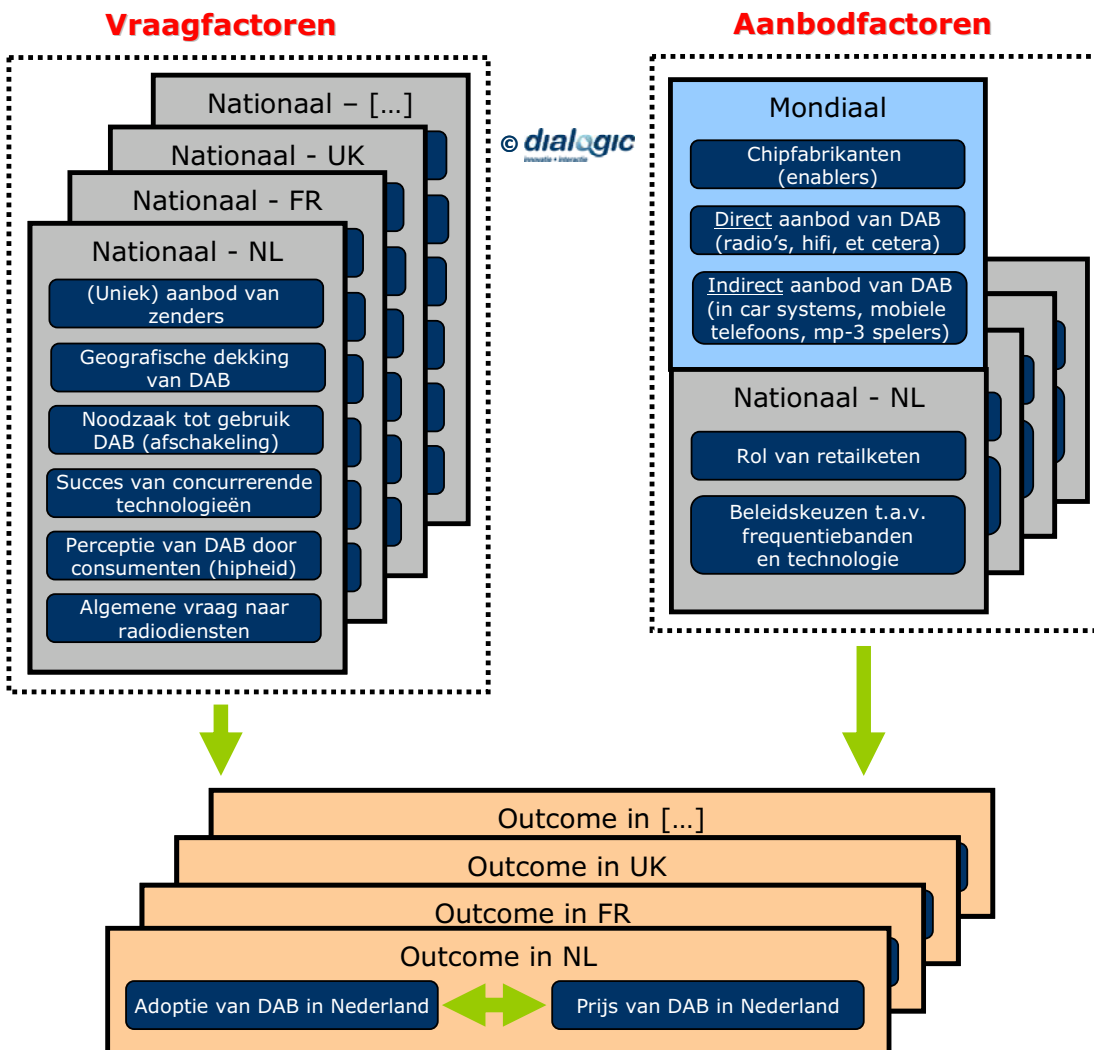 Vraagfactoren
Nationaal – [...]
Nationaal - UK
Nationaal - FR
Nationaal - NL
(Uniek) aanbod van
zenders
Geografische dekking
van DAB
Noodzaak tot gebruik
DAB (afschakeling)
Succes van concurrerende
technologieën
Perceptie van DAB door
consumenten (hipheid)
Algemene vraag naar
radiodiensten
© dialogic
innovatie • interactie
Aanbodfactoren
Mondiaal
Chipfabrikanten
(enablers)
Direct aanbod van DAB
(radio’s, hifi, et cetera)
Indirect aanbod van DAB
(in car systems, mobiele
telefoons, mp-3 spelers)
Nationaal - NL
Rol van retailketen
Beleidskeuzen t.a.v.
frequentiebanden
en technologie
Outcome in [...]
Outcome in UK
Outcome in FR
Outcome in NL
Adoptie van DAB in Nederland
Prijs van DAB in Nederland